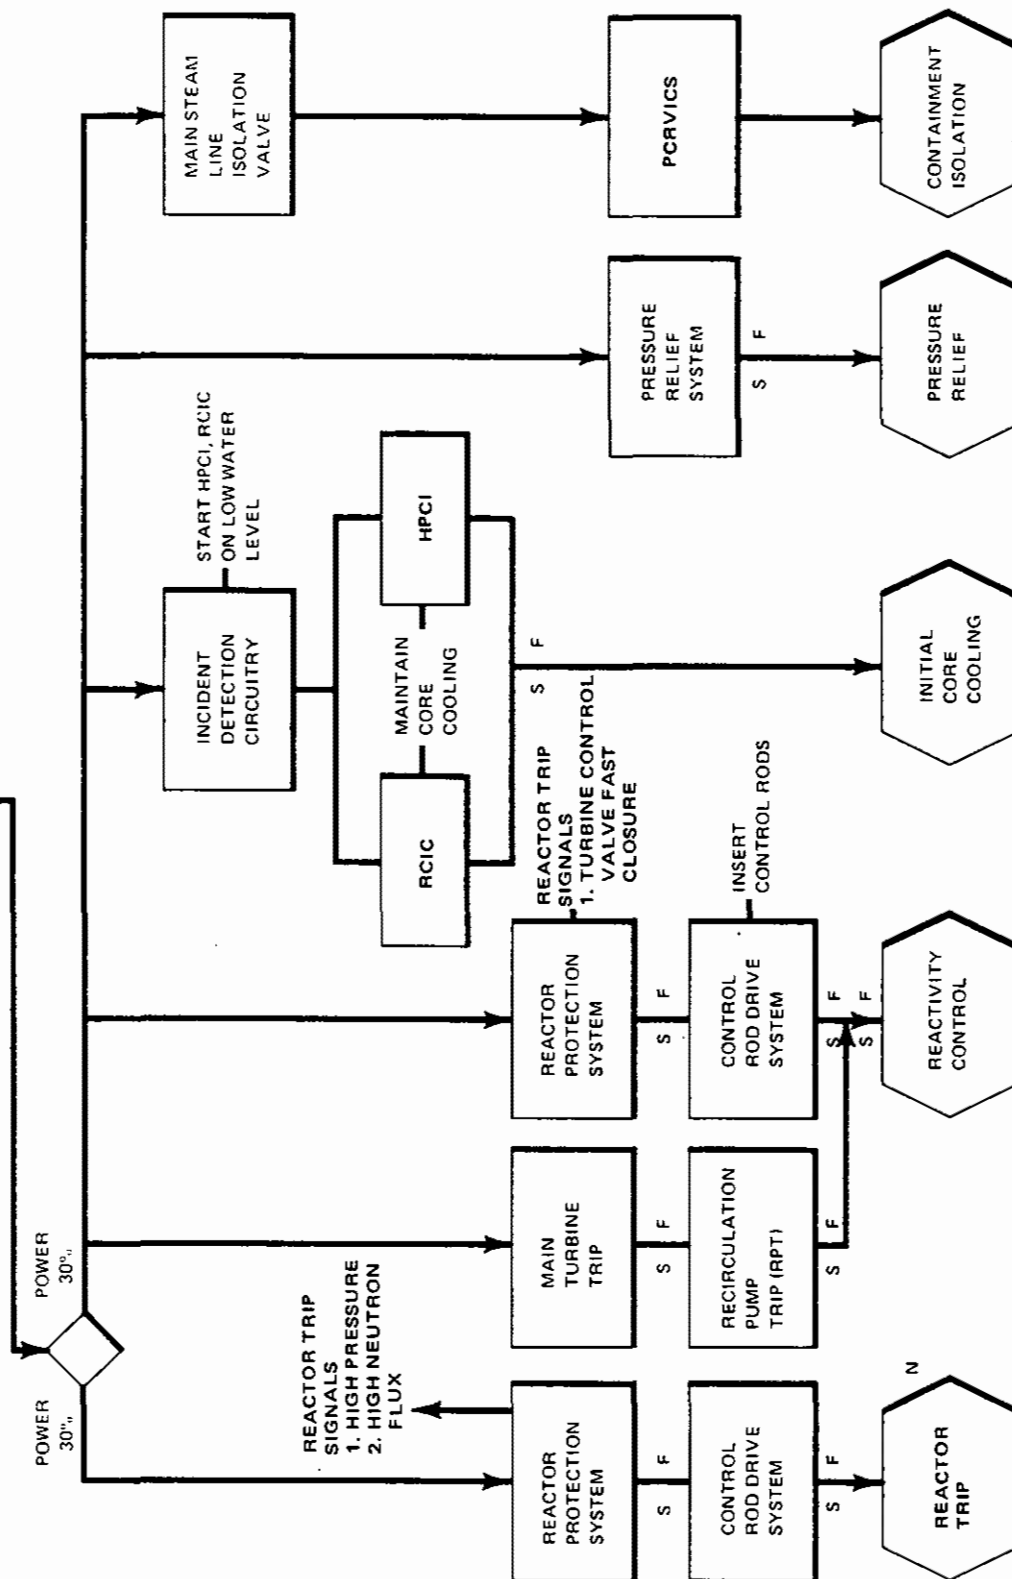 POWER
30",,
POWER
30",,
REACTOR TRIP
SIGNALS
1. HIGH PRESSURE
2. HIGH NEUTRON
FLUX
START HPCI, RCIC
ON LOW WATER
LEVEL
MAIN STEAM
LINE
ISOLATION
VALVE
INCIDENT
DETECTION
CIRCUITRY
RCIC
MAINTAIN
CORE
COOLING
HPCI
S F
REACTOR TRIP
SIGNALS
1. TURBINE CONTROL
VALVE FAST
CLOSURE
REACTOR
PROTECTION
SYSTEM
MAIN
TURBINE
TRIP
REACTOR
PROTECTION
SYSTEM
PRESSURE
RELIEF
SYSTEM
PCRVICS
S F
S F
S F
S F
INSERT
CONTROL RODS
CONTROL
ROD DRIVE
SYSTEM
RECIRCULATION
PUMP
TRIP (RPT)
CONTROL
ROD DRIVE
SYSTEM
S F
S F
S F
S F
N
REACTOR
TRIP
REACTIVITY
CONTROL
INITIAL
CORE
COOLING
PRESSURE
RELIEF
CONTAINMENT
ISOLATION